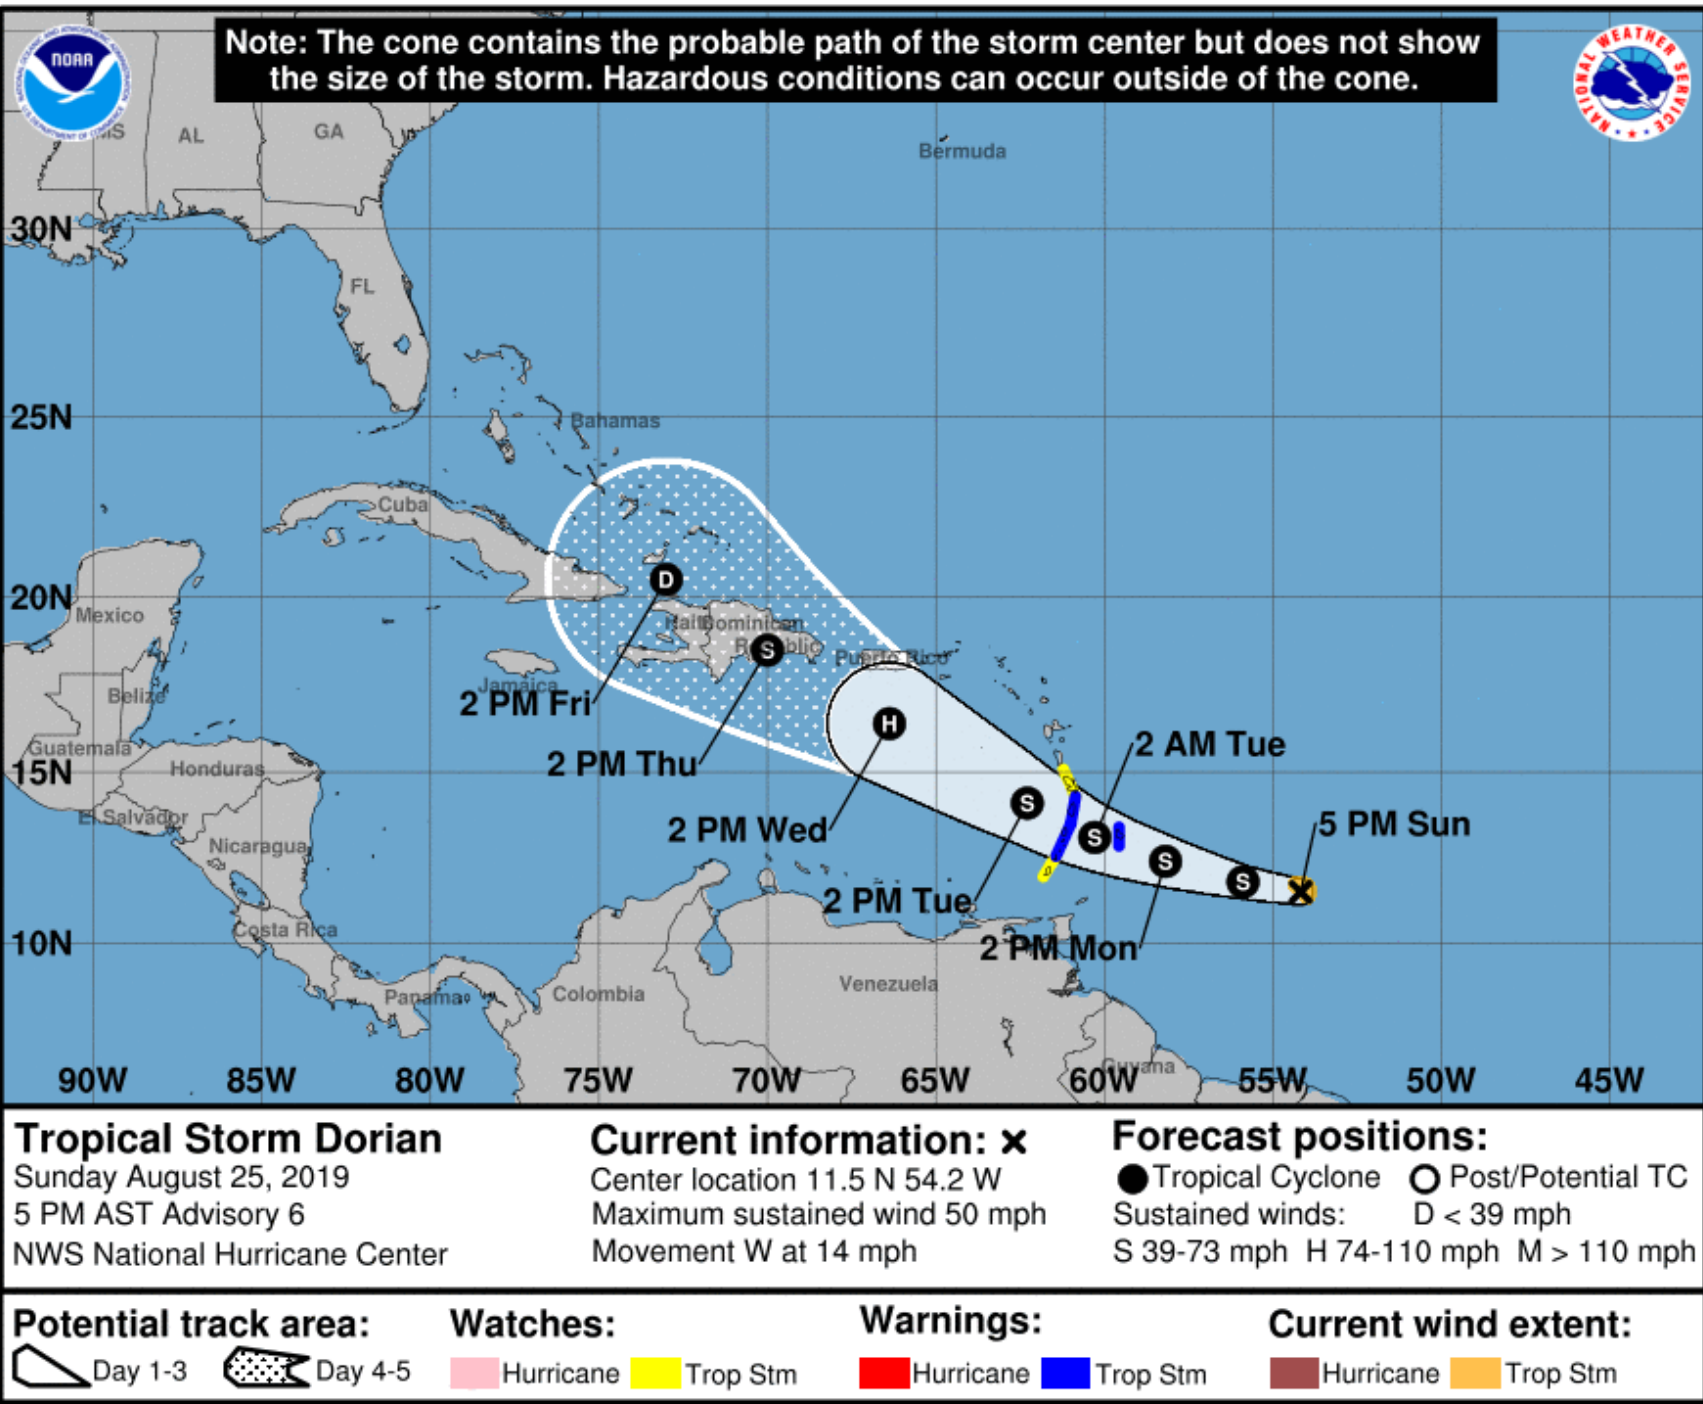 Note: The cone contains the probable path of the storm center but does not show
the size of the storm. Hazardous conditions can occur outside of the cone.
NOAA
NATIONAL WEATHER SERVICE
MS
AL
GA
Bermuda
30N
FL
25N
Bahamas
Cuba
D
20N
Mexico
Haiti
Dominican
Republic
S
Puerto Rico
Jamaica
Belize
2 PM Fri
H
2 AM Tue
Guatemala
2 PM Thu
15N
Honduras
S
El Salvador
2 PM Wed
S
5 PM Sun
Nicaragua
S
S
2 PM Tue
Costa Rica
10N
2 PM Mon
Panama
Colombia
Venezuela
Guyana
90W 85W 80W 75W 70W 65W 60W 55W 50W 45W
Tropical Storm Dorian
Sunday August 25, 2019
5 PM AST Advisory 6
NWS National Hurricane Center
Current information: x
Center location 11.5 N 54.2 W
Maximum sustained wind 50 mph
Movement W at 14 mph
Forecast positions:
Tropical Cyclone Post/Potential TC
Sustained winds: D < 39 mph
S 39-73 mph H 74-110 mph M > 110 mph
Potential track area:
Day 1-3 Day 4-5
Watches:
Hurricane Trop Stm
Warnings:
Hurricane Trop Stm
Current wind extent:
Hurricane Trop Stm